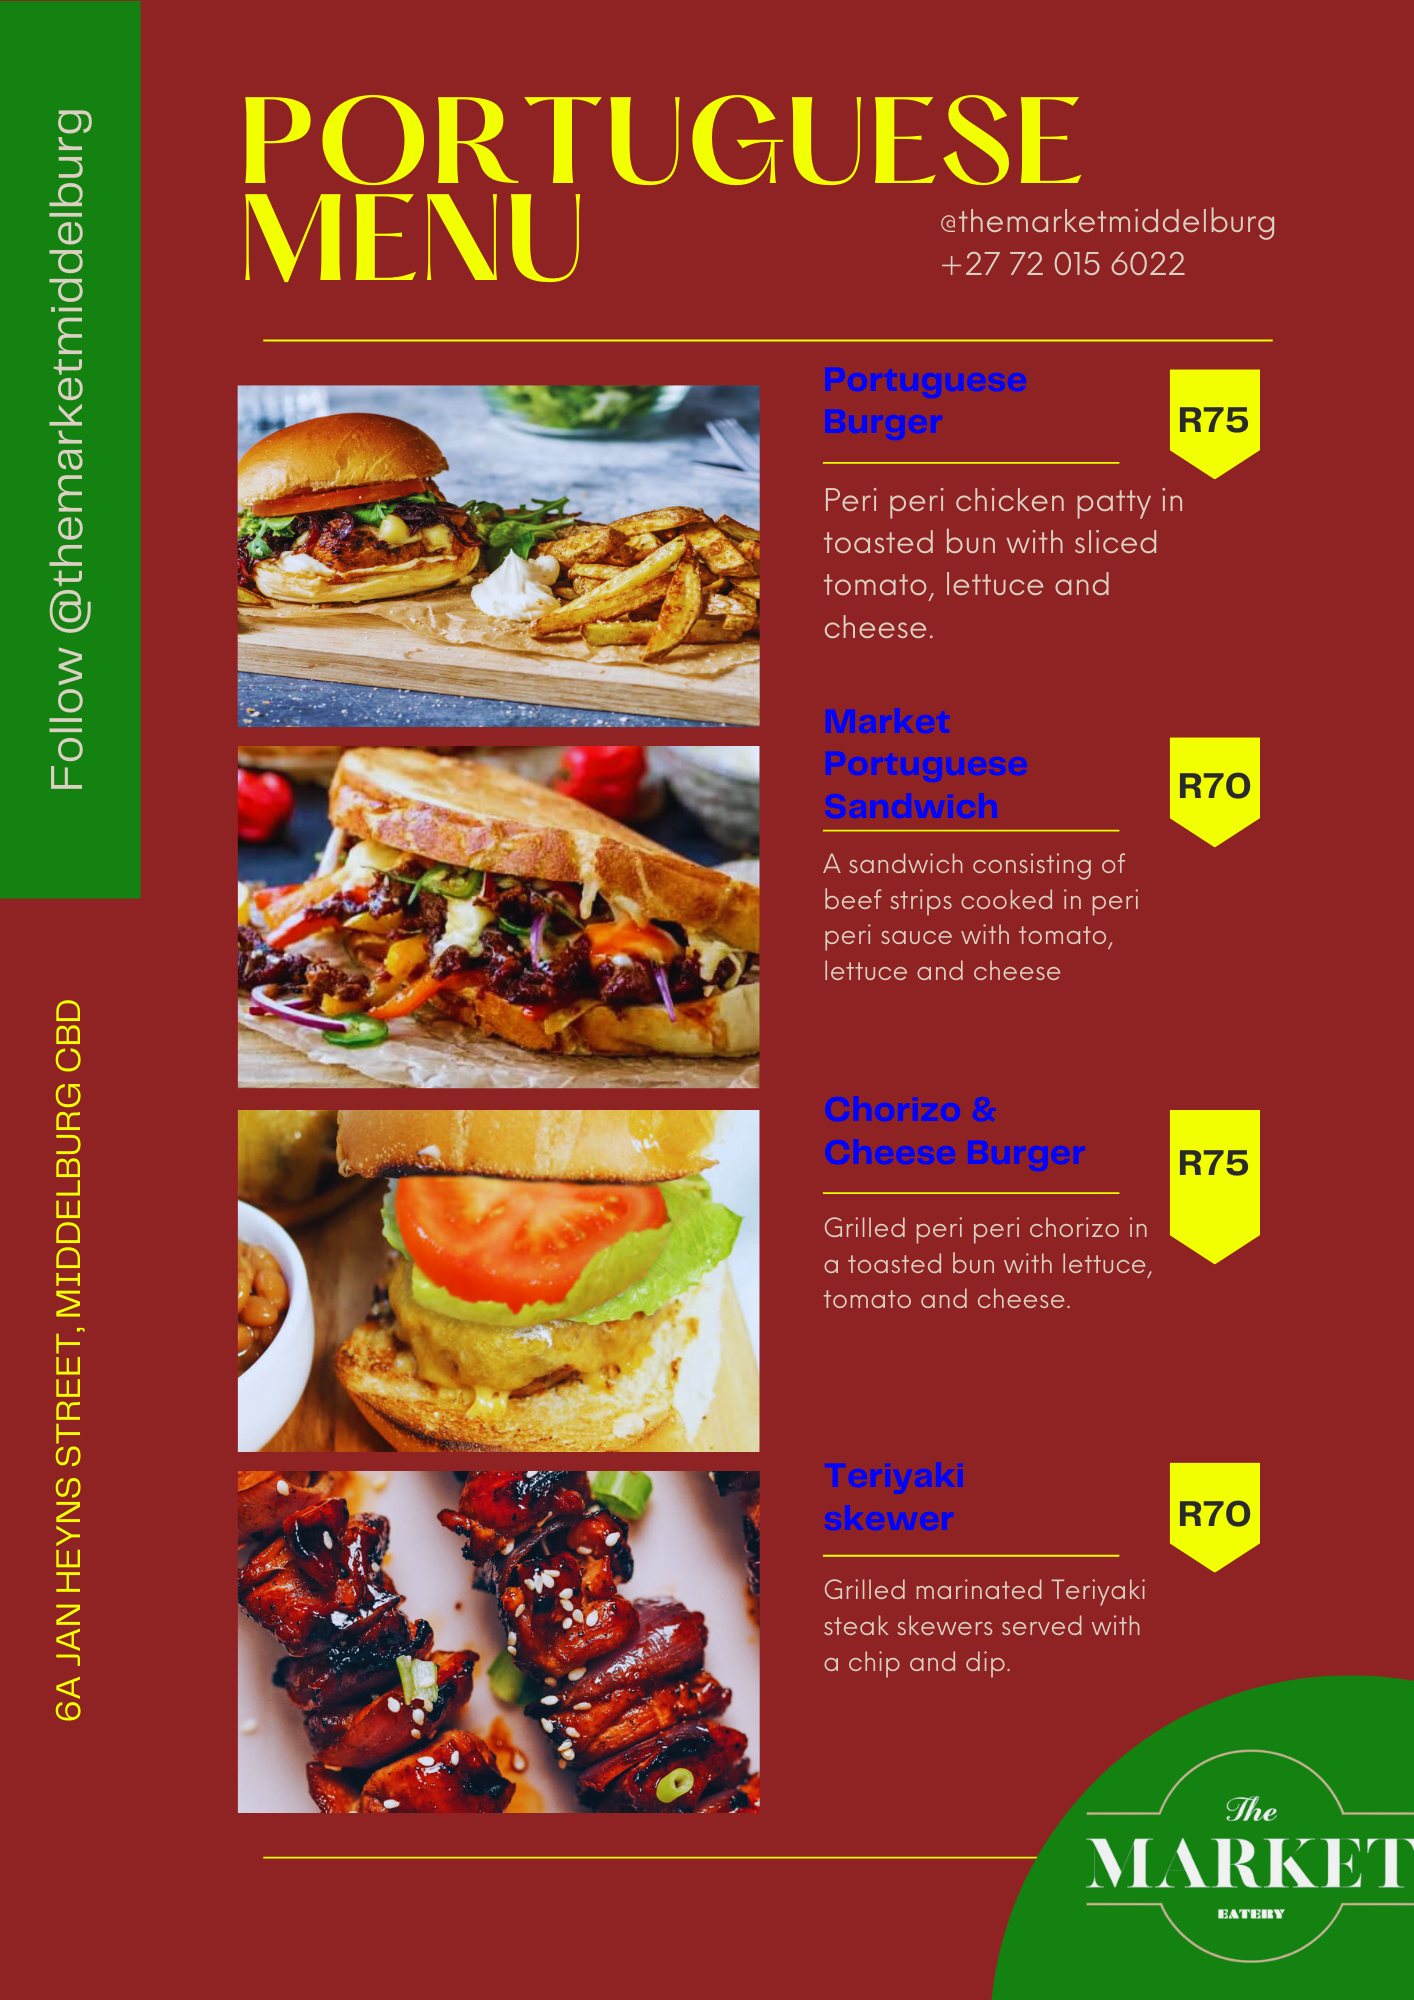 Follow @themarketmiddelburg
6A JAN HEYNS STREET, MIDDELBURG CBD
PORTUGUESE
MENU
@themarketmiddelburg
+27 72 015 6022
Portuguese
Burger
R75
Peri peri chicken patty in
toasted bun with sliced
tomato, lettuce and
cheese.
Market
Portuguese
Sandwich
R70
A sandwich consisting of
beef strips cooked in peri
peri sauce with tomato,
lettuce and cheese
Chorizo &
Cheese Burger
R75
Grilled peri peri chorizo in
a toasted bun with lettuce,
tomato and cheese.
Teriyaki
skewer
R70
Grilled marinated Teriyaki
steak skewers served with
a chip and dip.
The
MARKET
EATERY